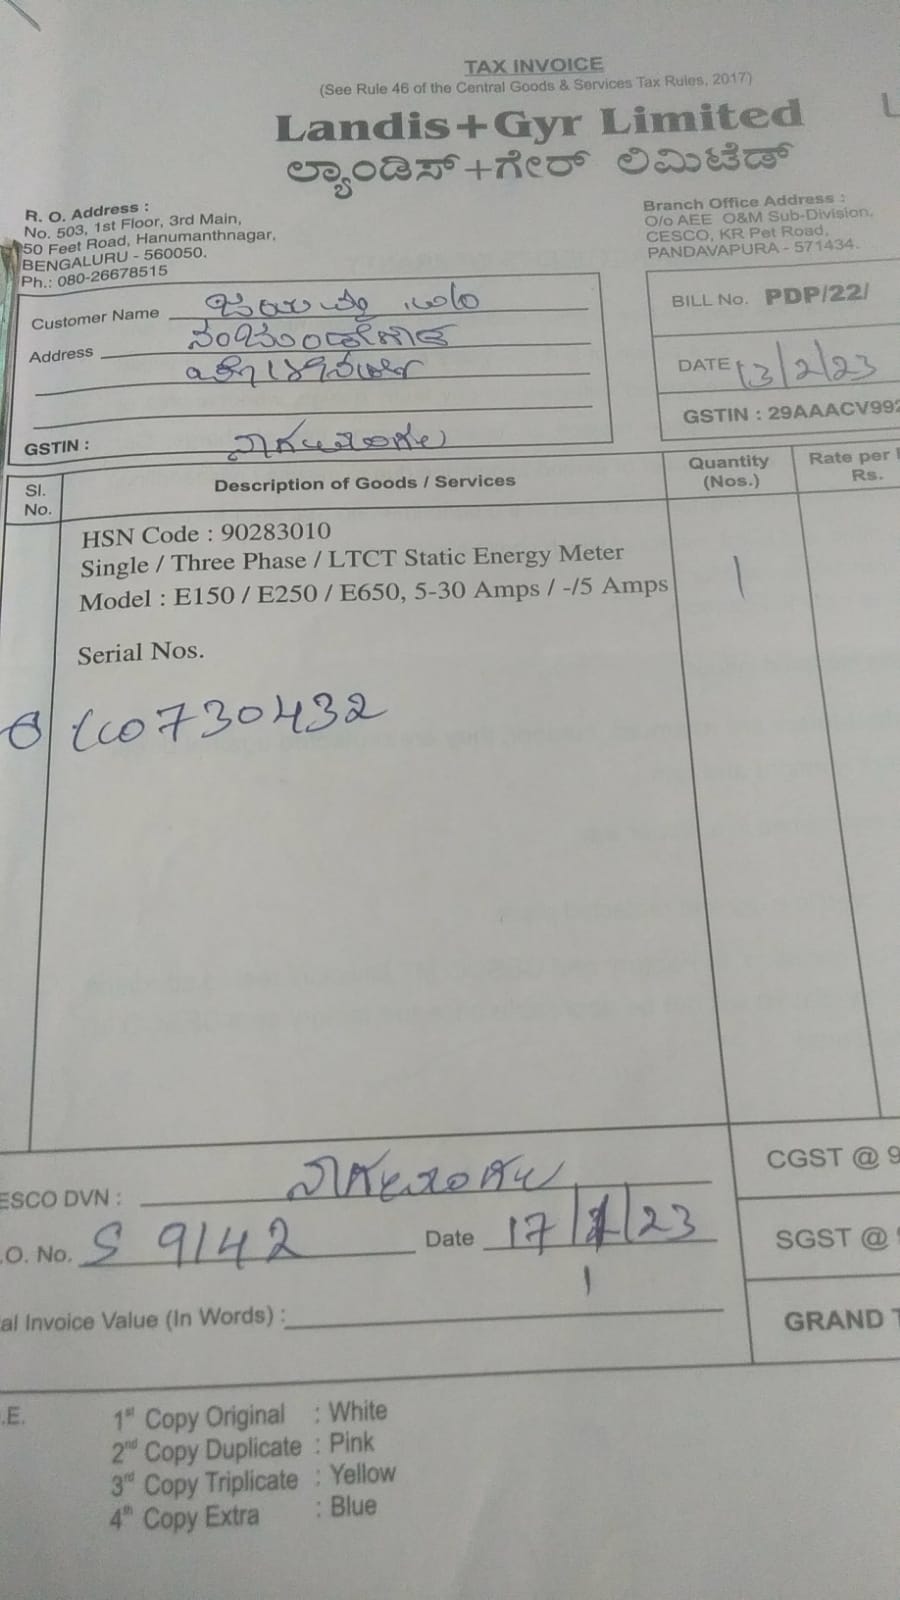 TAX INVOICE
(See Rule 46 of the Central Goods & Services Tax Rules, 2017)
Landis+Gyr Limited
ಲ್ಯಾಂಡಿಸ್+ಗೇರ್ ಲಿಮಿಟೆಡ್
R. O. Address :
No. 503, 1st Floor, 3rd Main,
50 Feet Road, Hanumanthnagar,
BENGALURU - 560050.
Ph.: 080-26678515
Branch Office Address :
O/o AEE O&M Sub-Division,
CESCO, KR Pet Road,
PANDAVAPURA - 571434.
Customer Name
Address
GSTIN : ನಾಗಮಂಗಲ
BILL No. PDP/22/
DATE 13/2/23
GSTIN : 29AAACV992
Sl. No. Description of Goods / Services Quantity (Nos.) Rate per Rs.
HSN Code : 90283010
Single / Three Phase / LTCT Static Energy Meter
Model : E150 / E250 / E650, 5-30 Amps / -/5 Amps 1
Serial Nos.
0730432
ESCO DVN : ನಾಗಮಂಗಲ
.O. No. S 9142 Date 17/1/23
al Invoice Value (In Words) :
CGST @ 9
SGST @
GRAND T
.E.
1st Copy Original : White
2nd Copy Duplicate : Pink
3rd Copy Triplicate : Yellow
4th Copy Extra : Blue